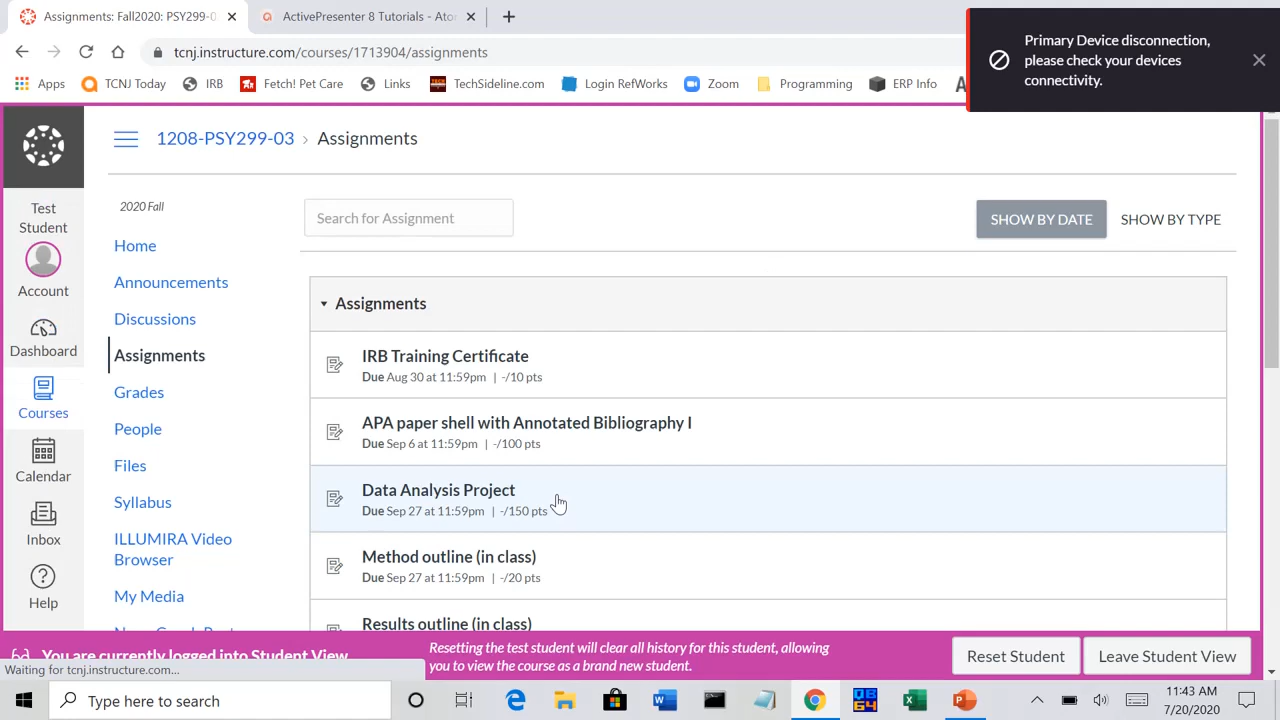 Assignments: Fall2020: PSY299-0
ActivePresenter 8 Tutorials - Ato
Primary Device disconnection,
please check your devices
connectivity.
tcnj.instructure.com/courses/1713904/assignments
Apps
TCNJ Today
IRB
Fetch! Pet Care
Links
TechSideline.com
Login RefWorks
Zoom
Programming
ERP Info
1208-PSY299-03 › Assignments
Test
Student
Account
Dashboard
Courses
Calendar
Inbox
Help
2020 Fall
Home
Announcements
Discussions
Assignments
Grades
People
Files
Syllabus
ILLUMIRA Video
Browser
My Media
Search for Assignment
SHOW BY DATE
SHOW BY TYPE
Assignments
IRB Training Certificate
Due Aug 30 at 11:59pm | -/10 pts
APA paper shell with Annotated Bibliography I
Due Sep 6 at 11:59pm | -/100 pts
Data Analysis Project
Due Sep 27 at 11:59pm | -/150 pts
Method outline (in class)
Due Sep 27 at 11:59pm | -/20 pts
Results outline (in class)
You are currently logged into Student View
Waiting for tcnj.instructure.com...
Resetting the test student will clear all history for this student, allowing
you to view the course as a brand new student.
Reset Student
Leave Student View
Type here to search
11:43 AM
7/20/2020